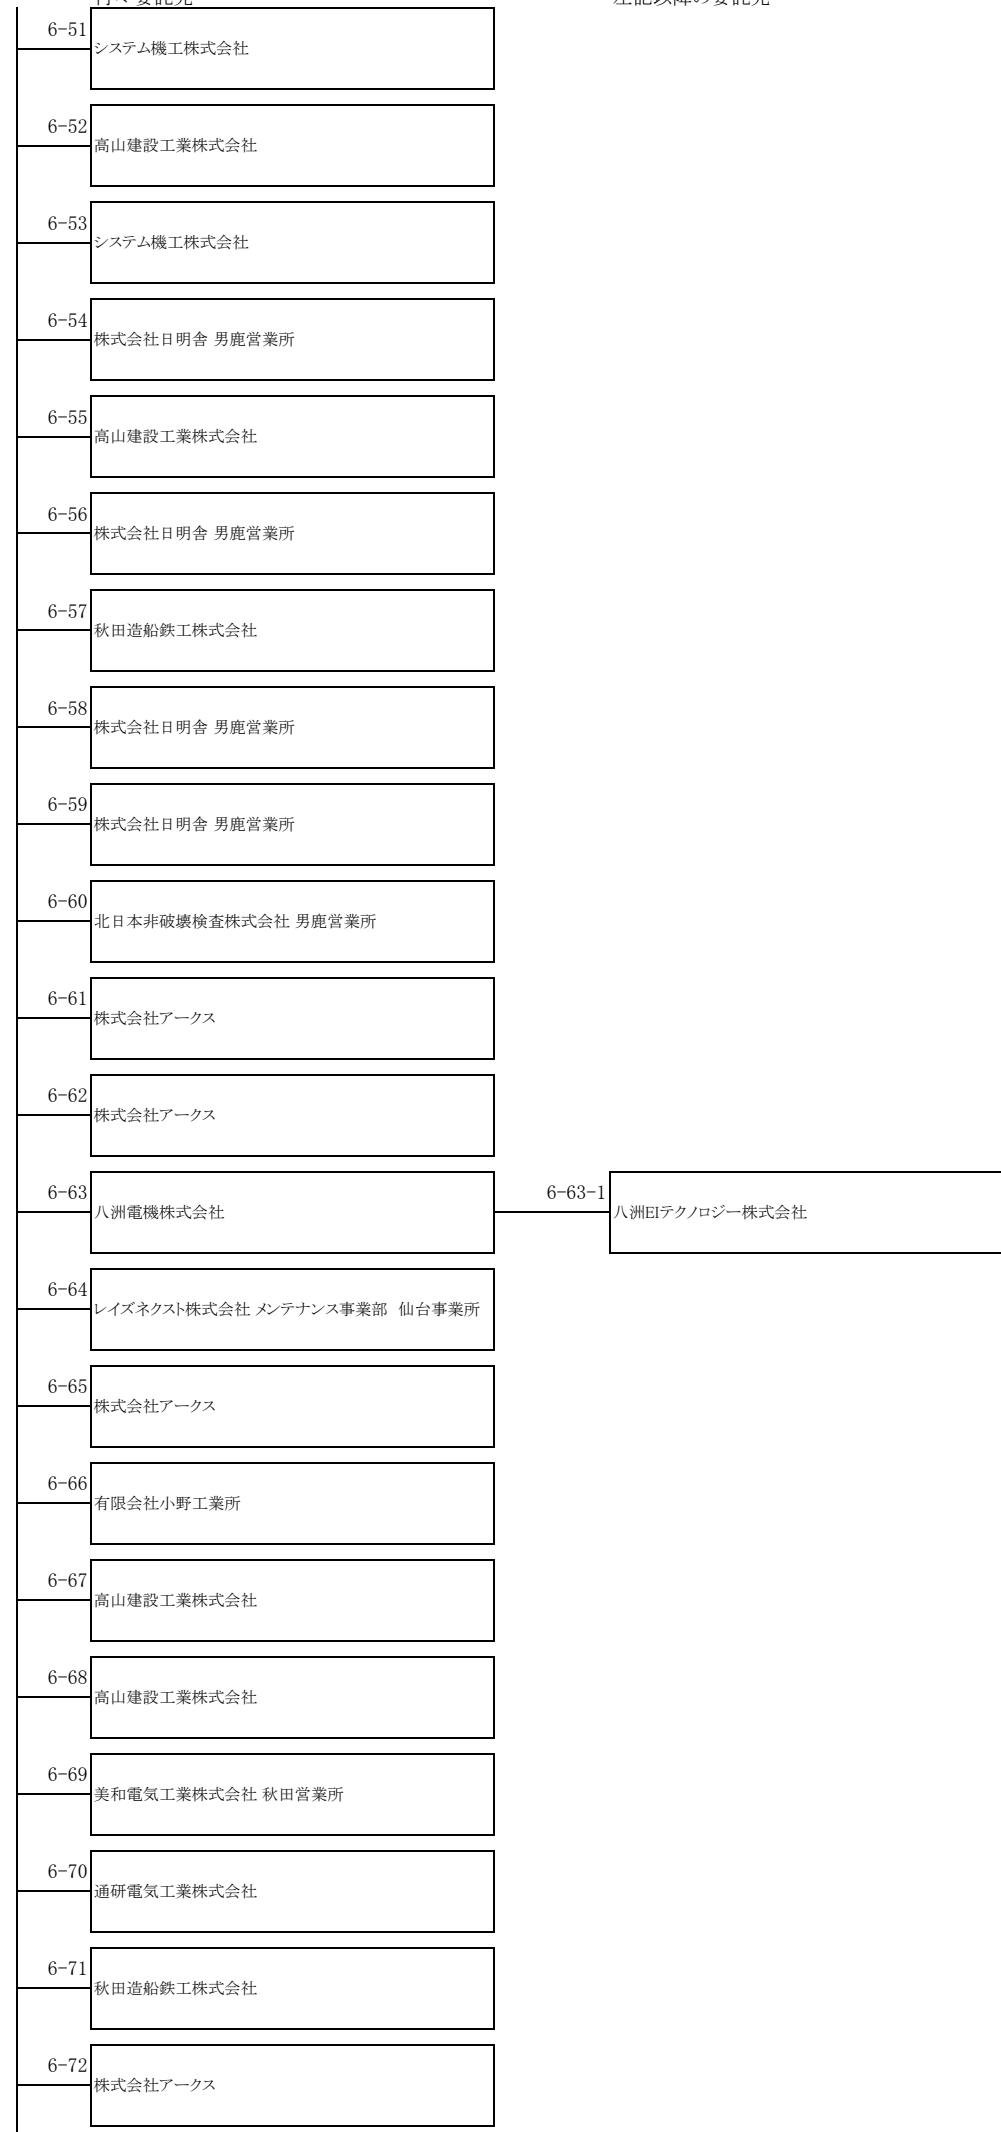 6-51
システム機工株式会社
6-52
高山建設工業株式会社
6-53
システム機工株式会社
6-54
株式会社日明舎 男鹿営業所
6-55
高山建設工業株式会社
6-56
株式会社日明舎 男鹿営業所
6-57
秋田造船鉄工株式会社
6-58
株式会社日明舎 男鹿営業所
6-59
株式会社日明舎 男鹿営業所
6-60
北日本非破壊検査株式会社 男鹿営業所
6-61
株式会社アークス
6-62
株式会社アークス
6-63
八洲電機株式会社
6-63-1
八洲EIテクノロジー株式会社
6-64
レイズネクスト株式会社 メンテナンス事業部　仙台事業所
6-65
株式会社アークス
6-66
有限会社小野工業所
6-67
高山建設工業株式会社
6-68
高山建設工業株式会社
6-69
美和電気工業株式会社 秋田営業所
6-70
通研電気工業株式会社
6-71
秋田造船鉄工株式会社
6-72
株式会社アークス